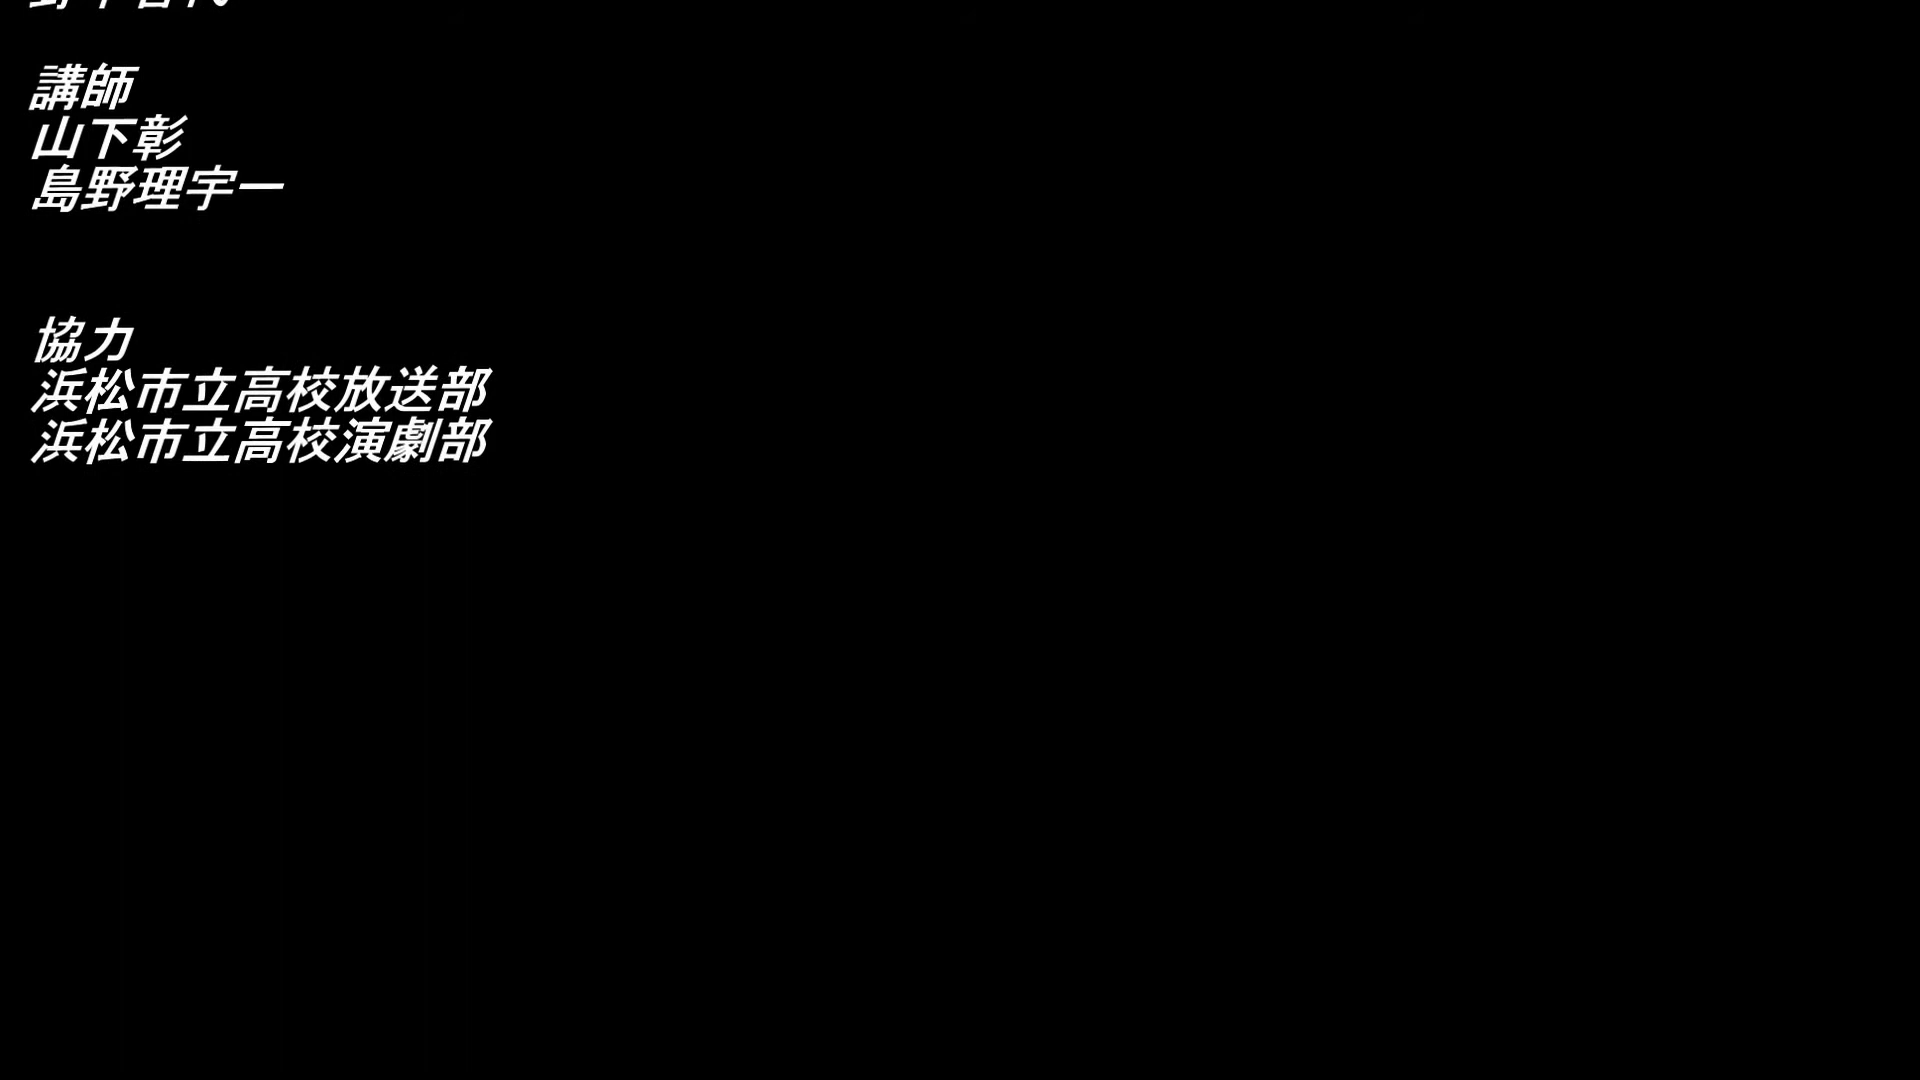 講師
山下彰
島野理宇一
協力
浜松市立高校放送部
浜松市立高校演劇部